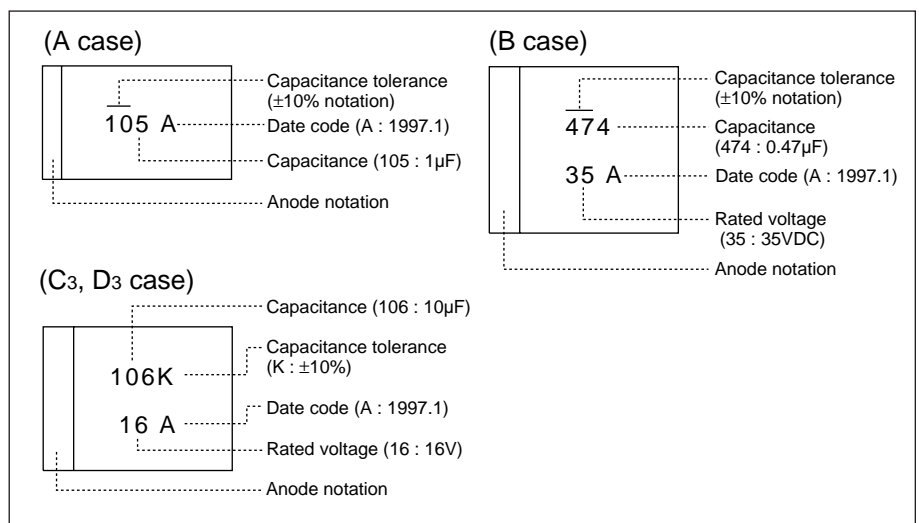 (A case)
105 A
Capacitance tolerance
(±10% notation)
Date code (A : 1997.1)
Capacitance (105 : 1µF)
Anode notation
(B case)
474
35 A
Capacitance tolerance
(±10% notation)
Capacitance
(474 : 0.47µF)
Date code (A : 1997.1)
Rated voltage
(35 : 35VDC)
Anode notation
(C3, D3 case)
106K
16 A
Capacitance (106 : 10µF)
Capacitance tolerance
(K : ±10%)
Date code (A : 1997.1)
Rated voltage (16 : 16V)
Anode notation